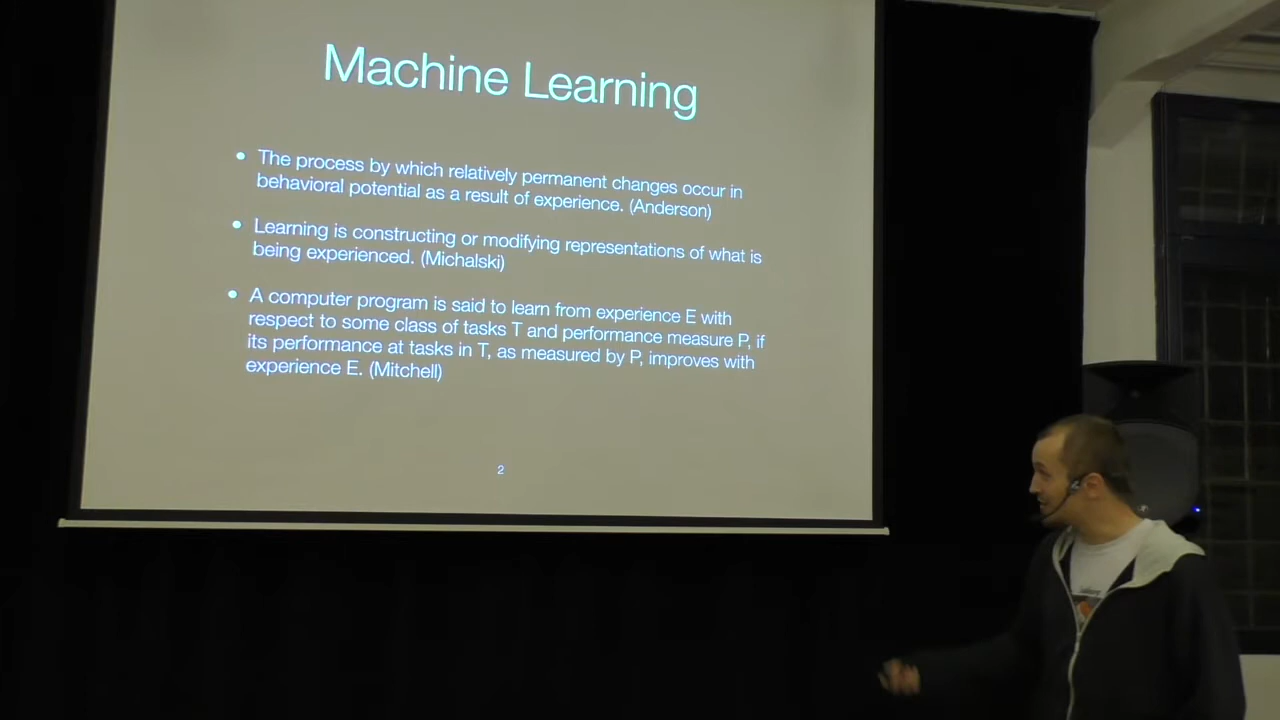 Machine Learning
• The process by which relatively permanent changes occur in
behavioral potential as a result of experience. (Anderson)
• Learning is constructing or modifying representations of what is
being experienced. (Michalski)
• A computer program is said to learn from experience E with
respect to some class of tasks T and performance measure P, if
its performance at tasks in T, as measured by P, improves with
experience E. (Mitchell)
2